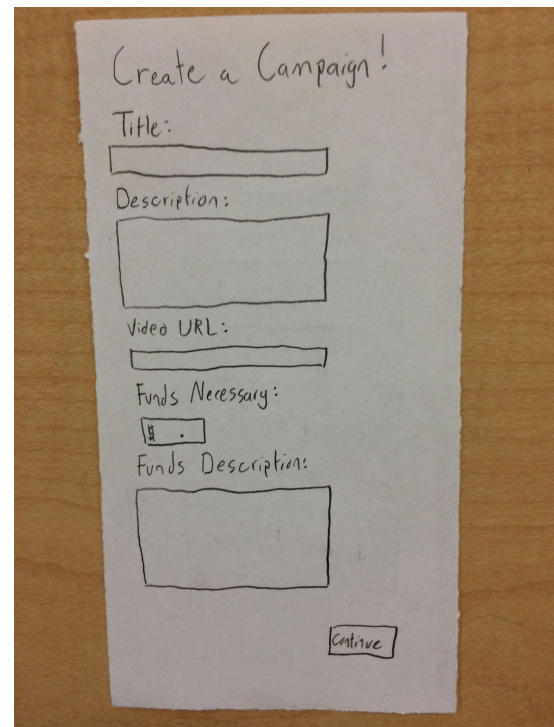 Create a Campaign!
Title:
Description:
Video URL:
Funds Necessary:
$ .
Funds Description:
Continue